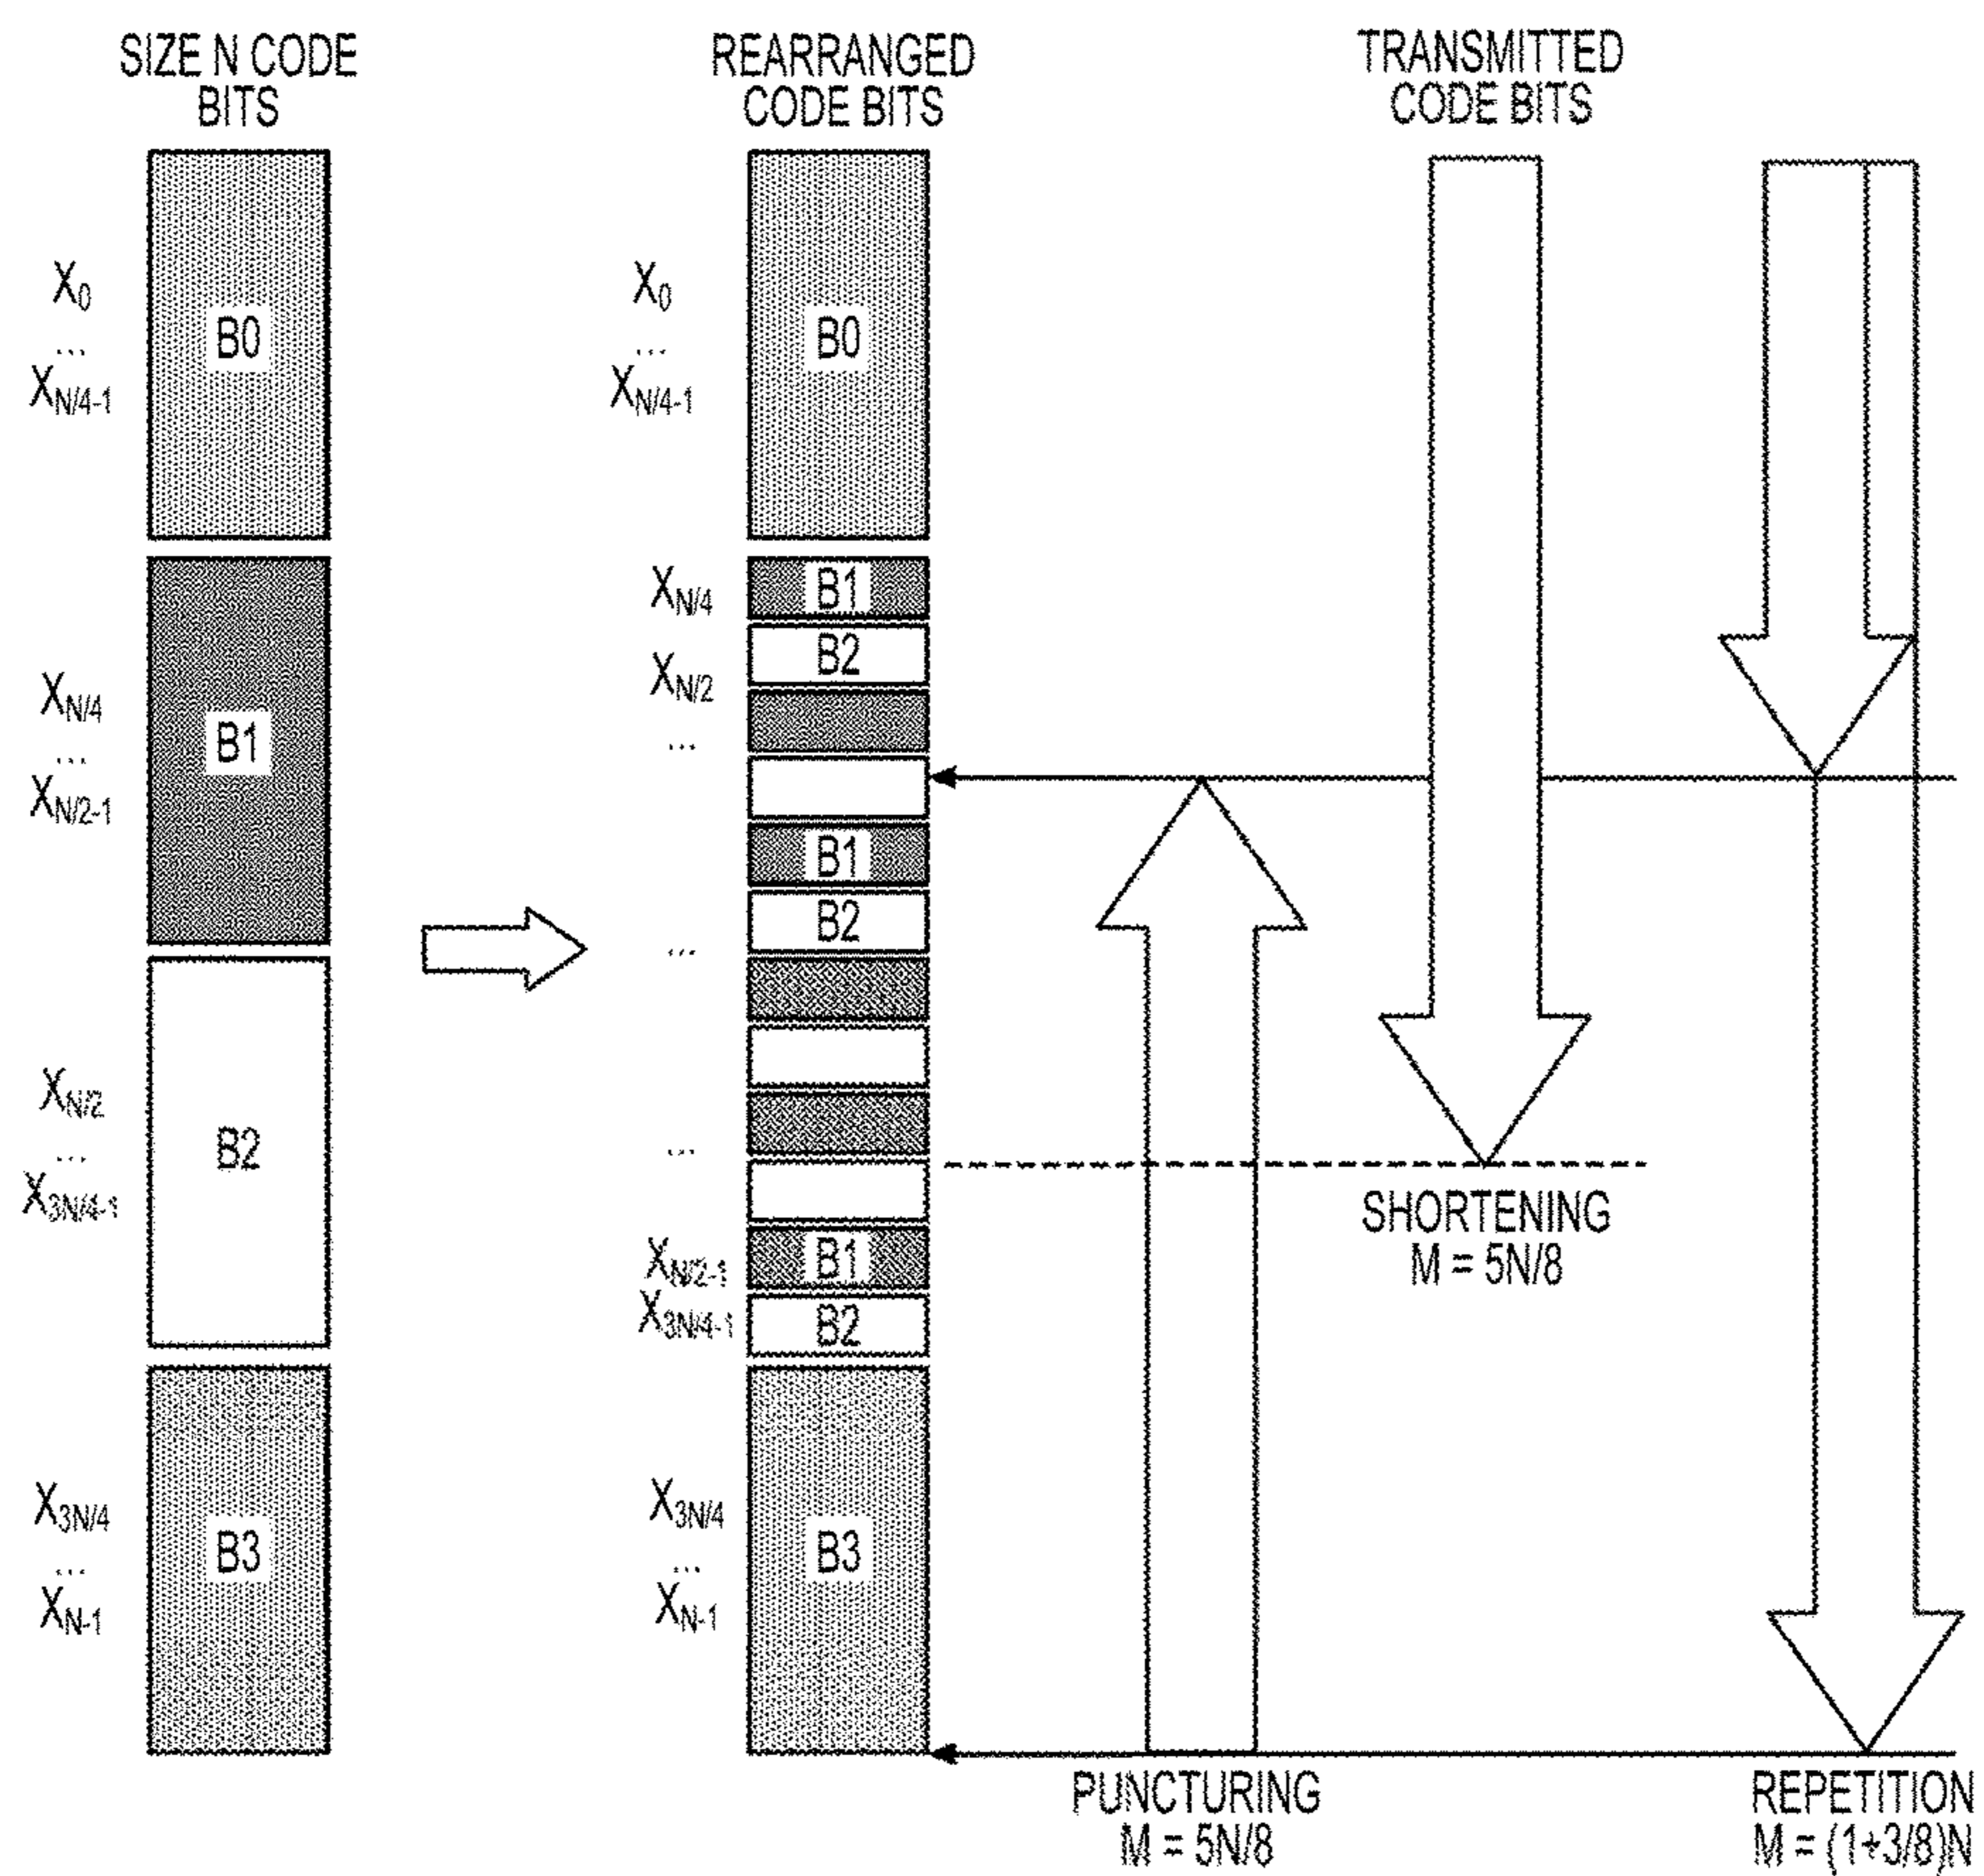 SIZE N CODE
BITS
REARRANGED
CODE BITS
TRANSMITTED
CODE BITS
X0
...
XN/4-1
B0
XN/4
...
XN/2-1
B1
XN/2
...
X3N/4-1
B2
X3N/4
...
XN-1
B3
X0
...
XN/4-1
B0
XN/4
B1
XN/2
B2
...
B1
B2
...
...
XN/2-1
B1
X3N/4-1
B2
X3N/4
...
XN-1
B3
SHORTENING
M = 5N/8
PUNCTURING
M = 5N/8
REPETITION
M = (1+3/8)N